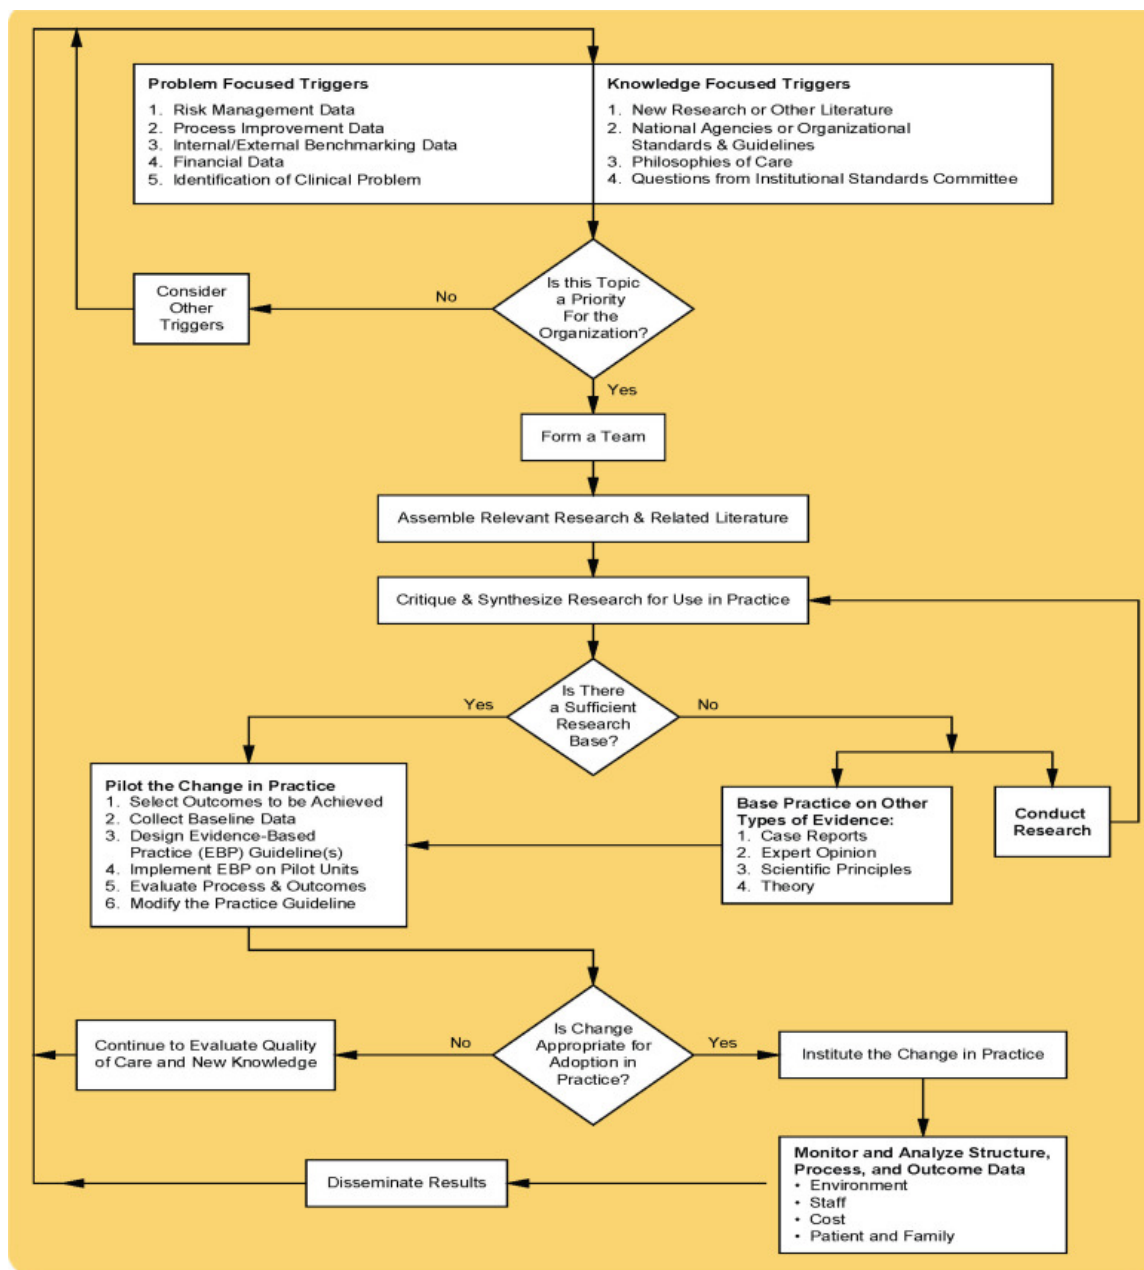 Problem Focused Triggers
1. Risk Management Data
2. Process Improvement Data
3. Internal/External Benchmarking Data
4. Financial Data
5. Identification of Clinical Problem
Knowledge Focused Triggers
1. New Research or Other Literature
2. National Agencies or Organizational
Standards & Guidelines
3. Philosophies of Care
4. Questions from Institutional Standards Committee
Consider
Other
Triggers
No
Is this Topic
a Priority
For the
Organization?
Yes
Form a Team
Assemble Relevant Research & Related Literature
Critique & Synthesize Research for Use in Practice
Yes
Is There
a Sufficient
Research
Base?
No
Pilot the Change in Practice
1. Select Outcomes to be Achieved
2. Collect Baseline Data
3. Design Evidence-Based
Practice (EBP) Guideline(s)
4. Implement EBP on Pilot Units
5. Evaluate Process & Outcomes
6. Modify the Practice Guideline
Base Practice on Other
Types of Evidence:
1. Case Reports
2. Expert Opinion
3. Scientific Principles
4. Theory
Conduct
Research
Continue to Evaluate Quality
of Care and New Knowledge
No
Is Change
Appropriate for
Adoption in
Practice?
Yes
Institute the Change in Practice
Disseminate Results
Monitor and Analyze Structure,
Process, and Outcome Data
• Environment
• Staff
• Cost
• Patient and Family